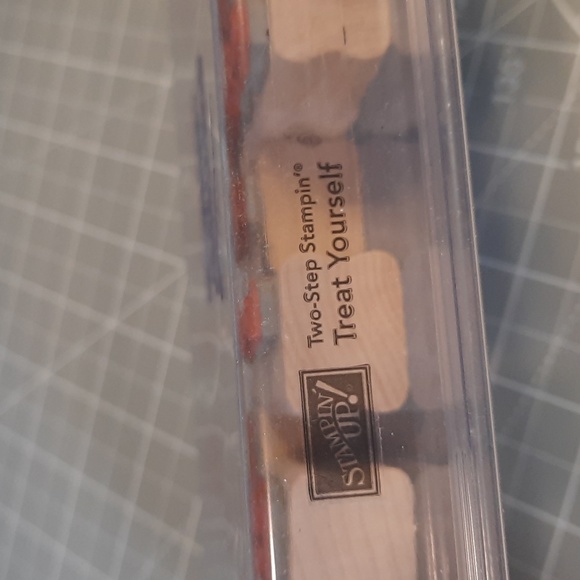 Two-Step Stampin'®
Treat Yourself
STAMPIN'
UP!